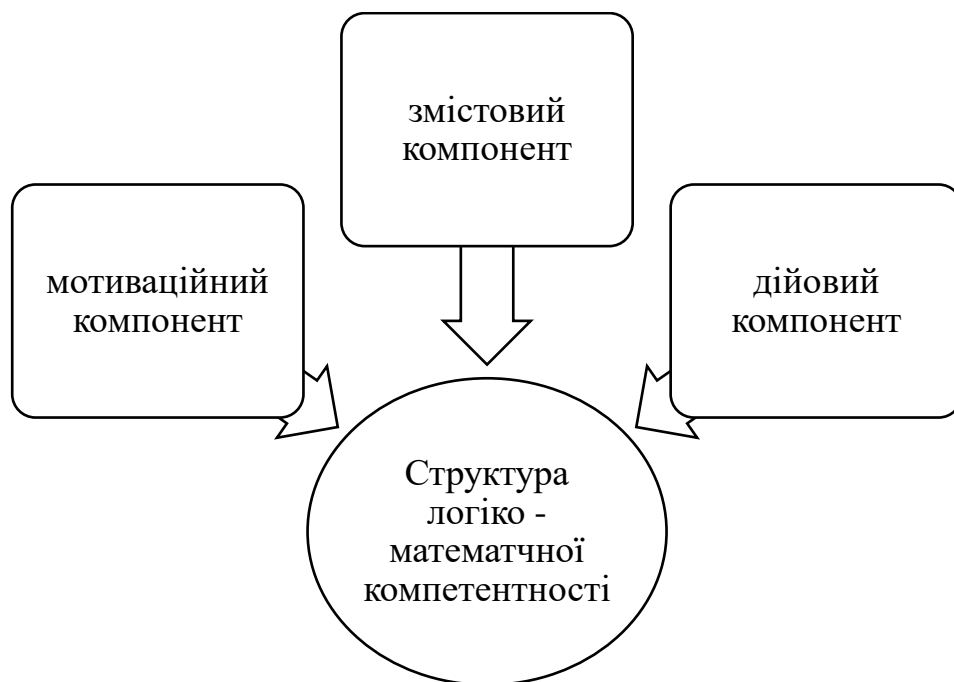 змістовий
компонент
мотиваційний
компонент
дійовий
компонент
Структура
логіко -
математчної
компетентності